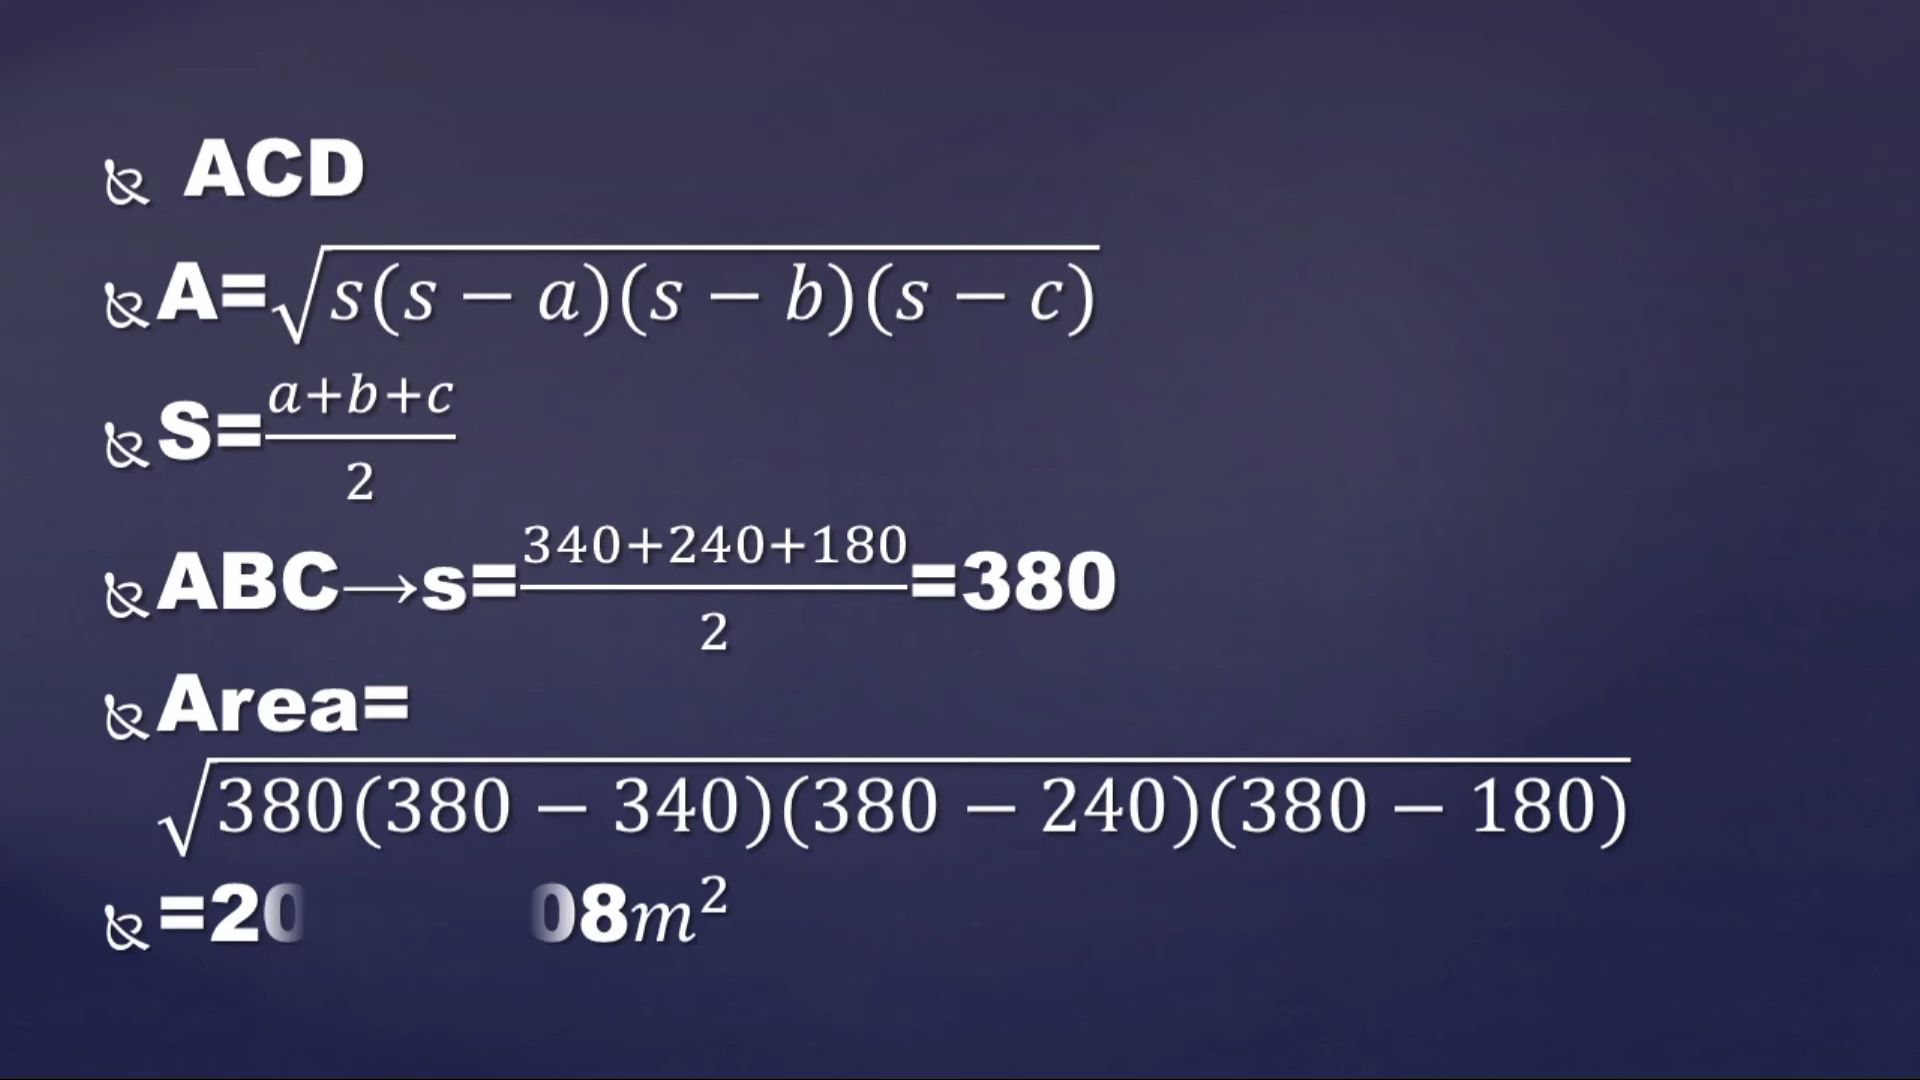 ACD
A=√s(s − a)(s − b)(s − c)
S=a+b+c/2
ABC→s=340+240+180/2=380
Area=
√380(380 − 340)(380 − 240)(380 − 180)
=20 08m²